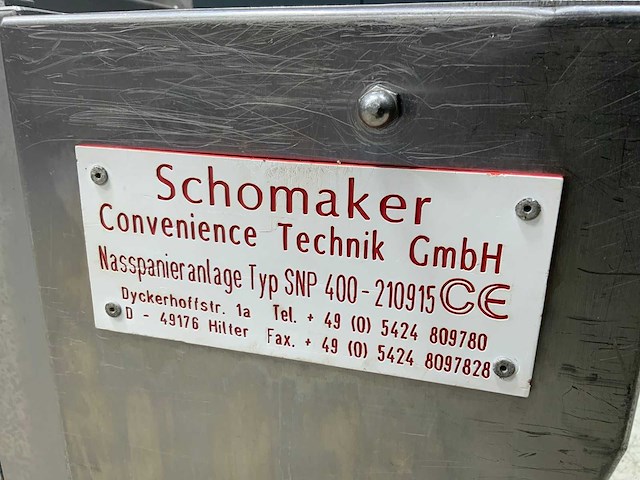 Schomaker
Convenience Technik GmbH
Nasspanieranlage Typ SNP 400-210915 CE
Dyckerhoffstr. 1a Tel. + 49 (0) 5424 809780
D - 49176 Hilter Fax. + 49 (0) 5424 8097828